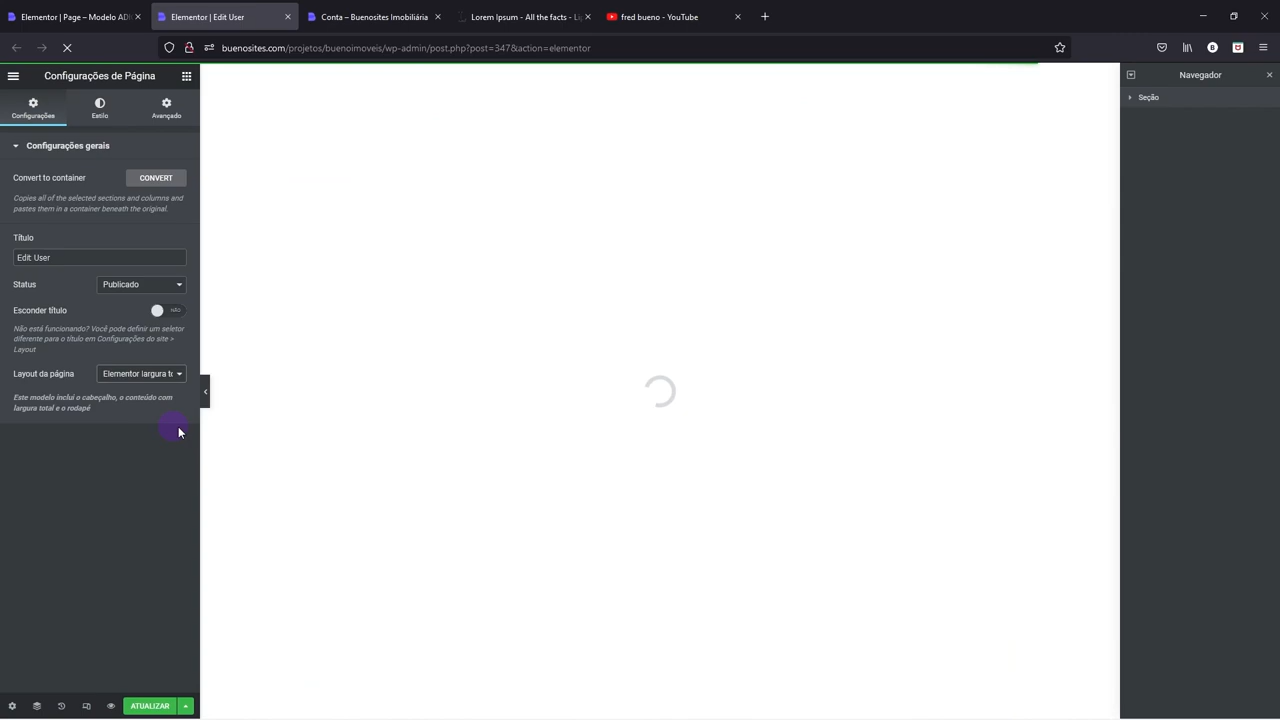 Elementor | Page – Modelo ADI
Elementor | Edit User
Conta – Buenosites Imobiliária
Lorem Ipsum - All the facts - Li
fred bueno - YouTube
buenosites.com/projetos/buenoimoveis/wp-admin/post.php?post=347&action=elementor
Configurações de Página
Navegador
Seção
Configurações
Estilo
Avançado
Configurações gerais
Convert to container
CONVERT
Copies all of the selected sections and columns and
pastes them in a container beneath the original.
Título
Edit User
Status
Publicado
Esconder título
NÃO
Não está funcionando? Você pode definir um seletor
diferente para o título em Configurações do site >
Layout
Layout da página
Elementor largura to
Este modelo inclui o cabeçalho, o conteúdo com
largura total e o rodapé
ATUALIZAR